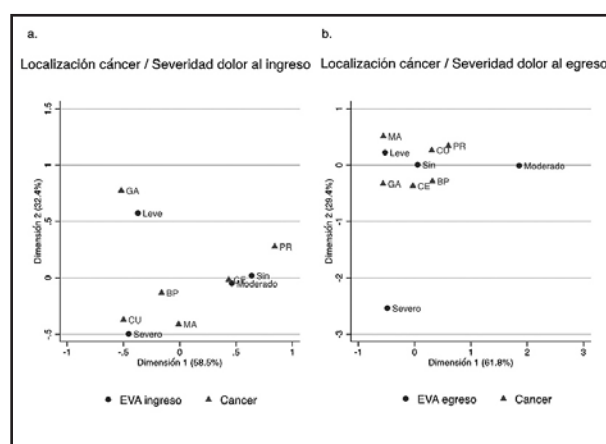 a.
Localización cáncer / Severidad dolor al ingreso
Dimensión 2 (32.4%)
1.5
1
.5
0
-.5
GA
Leve
PR
CE
Sin
Moderado
BP
CU
MA
Severo
-1
-.5
0
.5
1
Dimensión 1 (58.5%)
EVA ingreso
Cancer
b.
Localización cáncer / Severidad dolor al egreso
Dimensión 2 (29.4%)
1
0
-1
-2
-3
MA
Leve
CU
PR
Sin
Moderado
GA
CE
BP
Severo
-1
0
1
2
3
Dimensión 1 (61.8%)
EVA egreso
Cancer